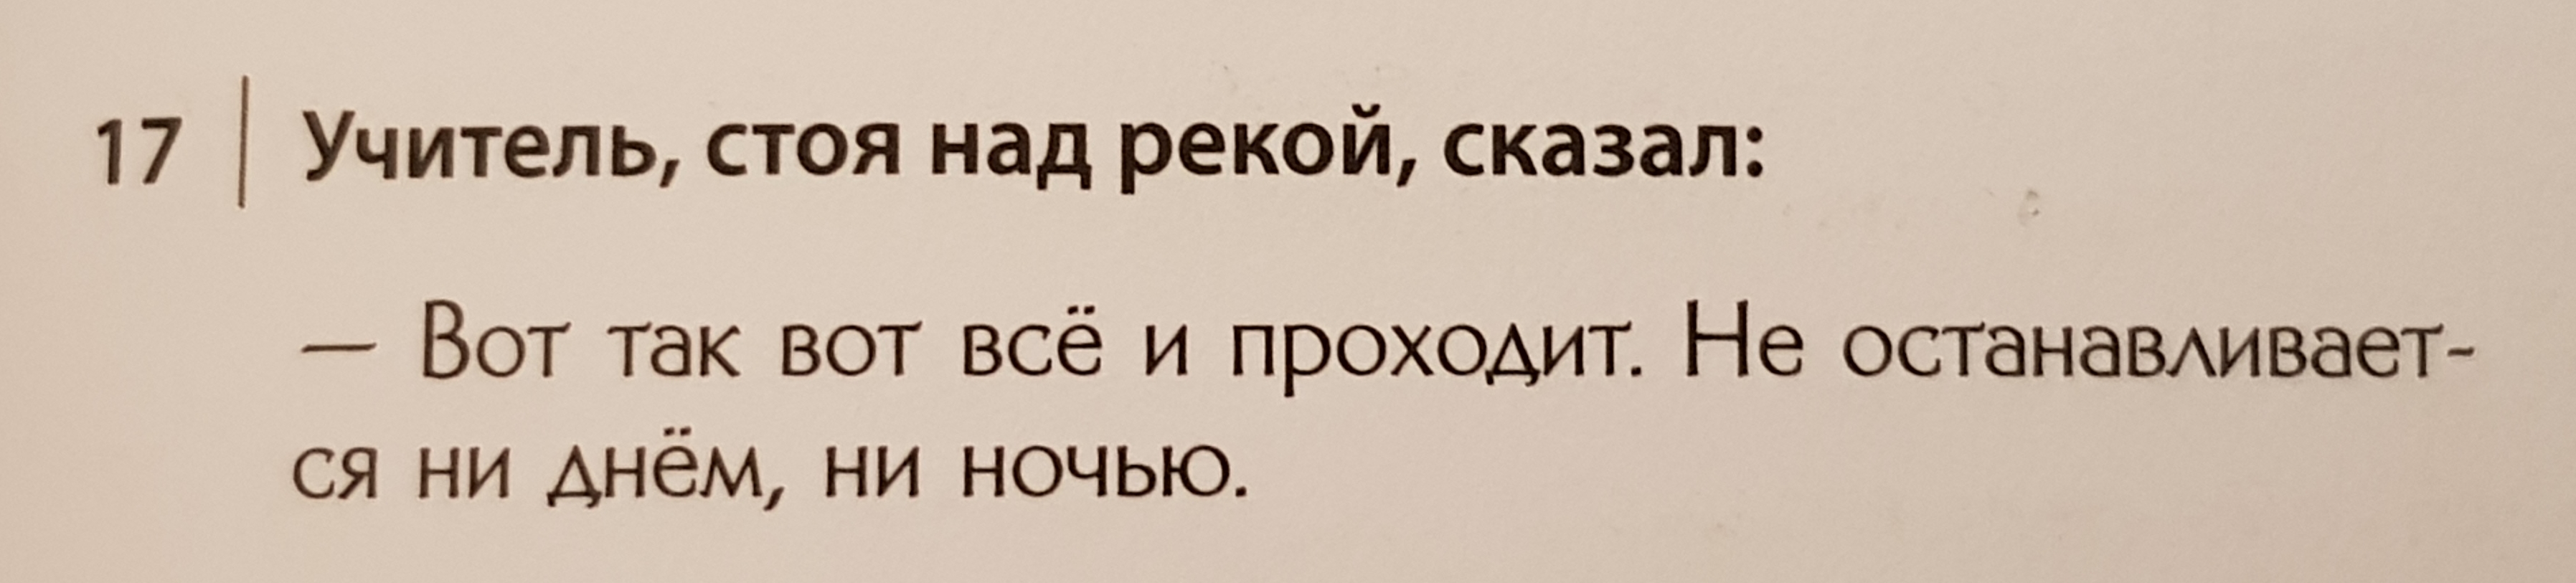 17 | Учитель, стоя над рекой, сказал:
— Вот так вот всё и проходит. Не останавливает-
ся ни днём, ни ночью.